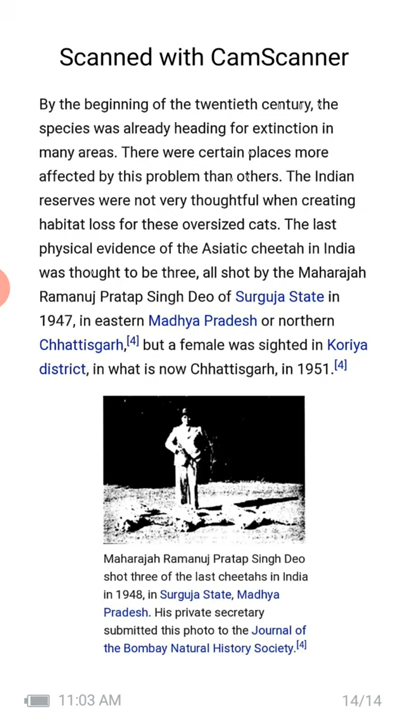 Scanned with CamScanner
By the beginning of the twentieth century, the
species was already heading for extinction in
many areas. There were certain places more
affected by this problem than others. The Indian
reserves were not very thoughtful when creating
habitat loss for these oversized cats. The last
physical evidence of the Asiatic cheetah in India
was thought to be three, all shot by the Maharajah
Ramanuj Pratap Singh Deo of Surguja State in
1947, in eastern Madhya Pradesh or northern
Chhattisgarh,[4] but a female was sighted in Koriya
district, in what is now Chhattisgarh, in 1951.[4]
Maharajah Ramanuj Pratap Singh Deo
shot three of the last cheetahs in India
in 1948, in Surguja State, Madhya
Pradesh. His private secretary
submitted this photo to the Journal of
the Bombay Natural History Society.[4]
11:03 AM 14/14